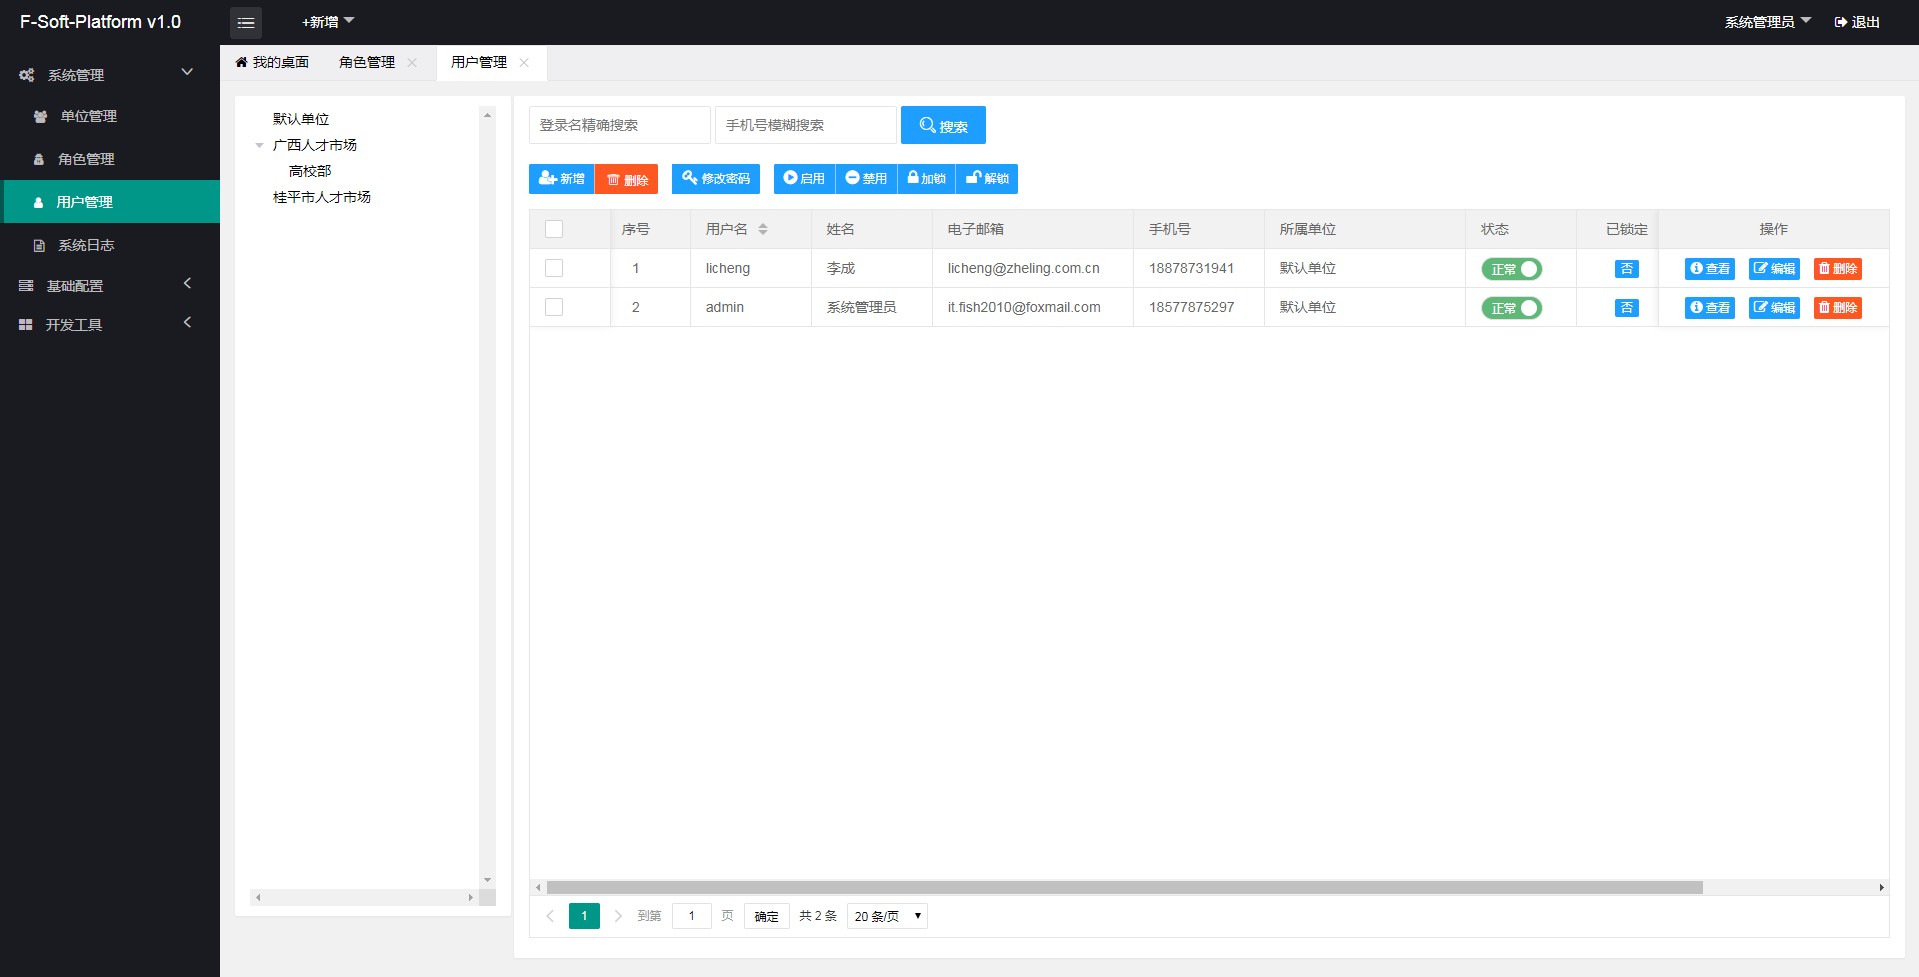 F-Soft-Platform v1.0
+新增
系统管理员
退出
系统管理
单位管理
角色管理
用户管理
系统日志
基础配置
开发工具
我的桌面
角色管理
用户管理
默认单位
广西人才市场
高校部
桂平市人才市场
登录名精确搜索
手机号模糊搜索
搜索
新增
删除
修改密码
启用
禁用
加锁
解锁
序号 用户名 姓名 电子邮箱 手机号 所属单位 状态 已锁定 操作
1 licheng 李成 licheng@zheling.com.cn 18878731941 默认单位 正常 否 查看 编辑 删除
2 admin 系统管理员 it.fish2010@foxmail.com 18577875297 默认单位 正常 否 查看 编辑 删除
1 到第 1 页 确定 共 2 条 20 条/页